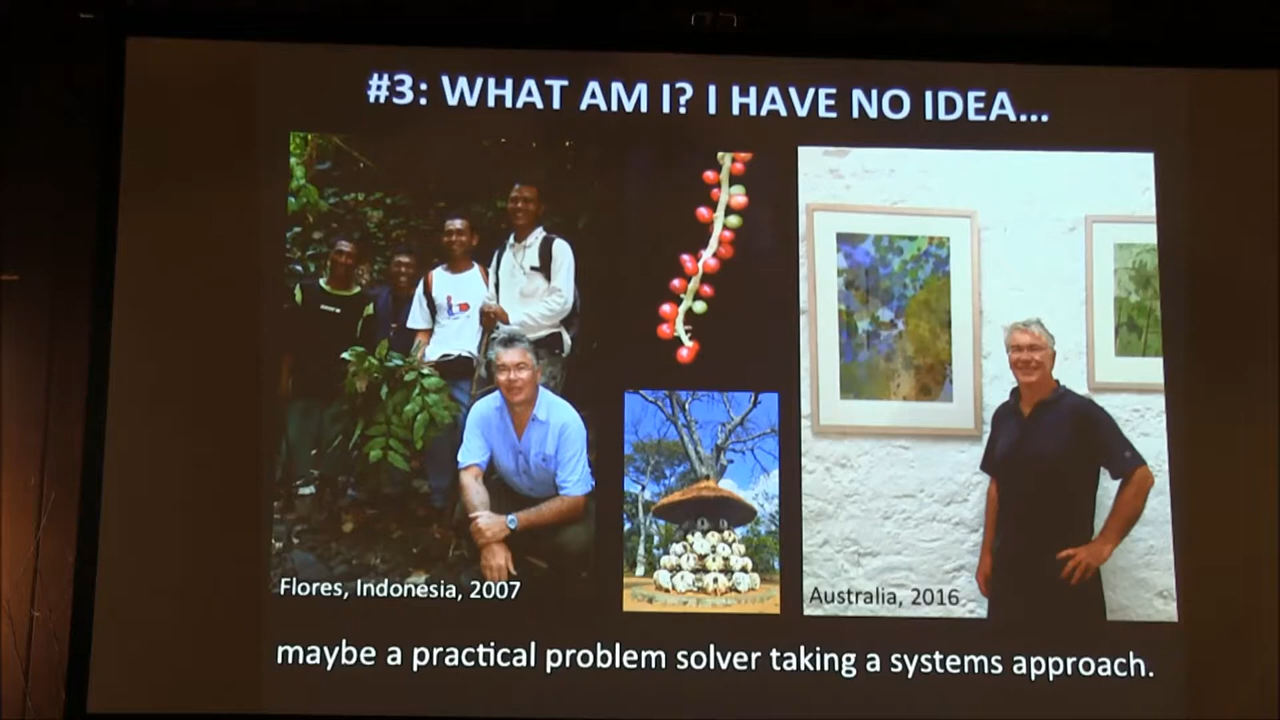 #3: WHAT AM I? I HAVE NO IDEA...
Flores, Indonesia, 2007
Australia, 2016
maybe a practical problem solver taking a systems approach.